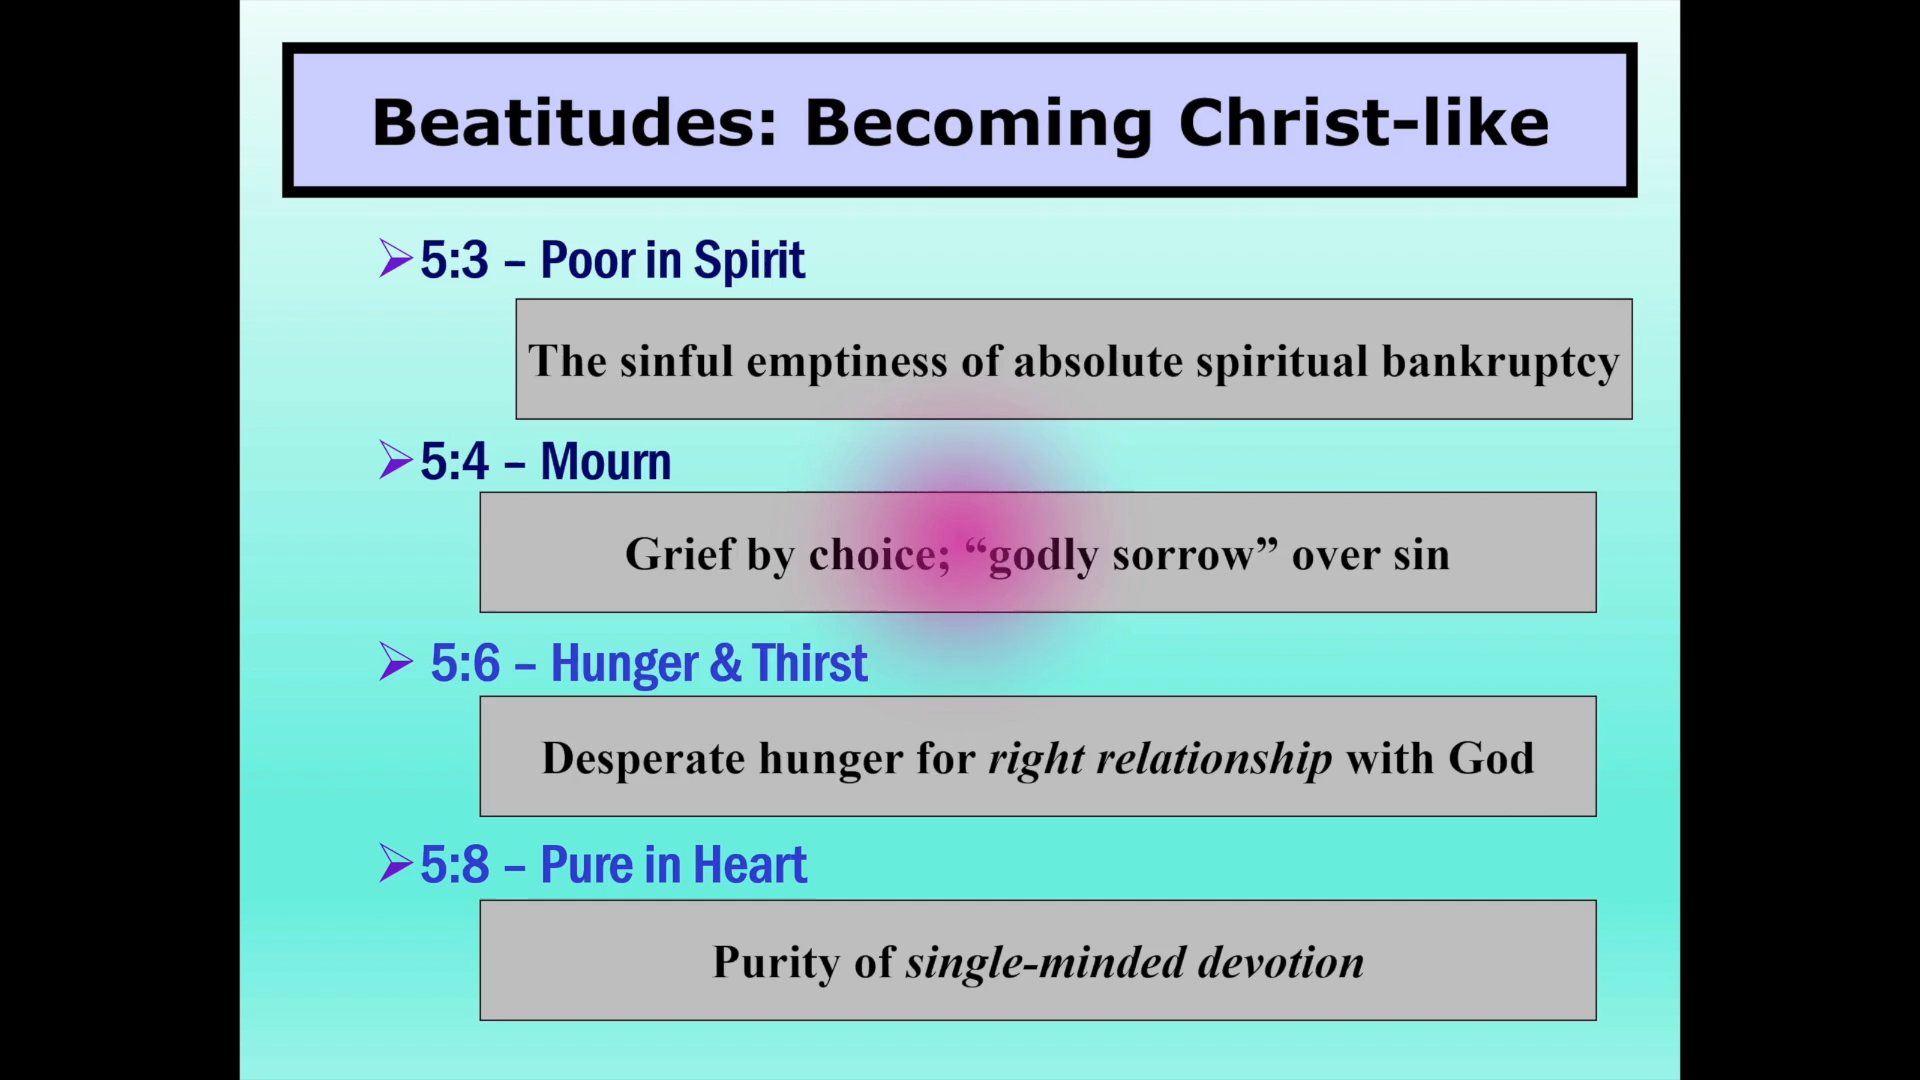 Beatitudes: Becoming Christ-like
5:3 – Poor in Spirit
The sinful emptiness of absolute spiritual bankruptcy
5:4 – Mourn
Grief by choice; “godly sorrow” over sin
5:6 – Hunger & Thirst
Desperate hunger for right relationship with God
5:8 – Pure in Heart
Purity of single-minded devotion